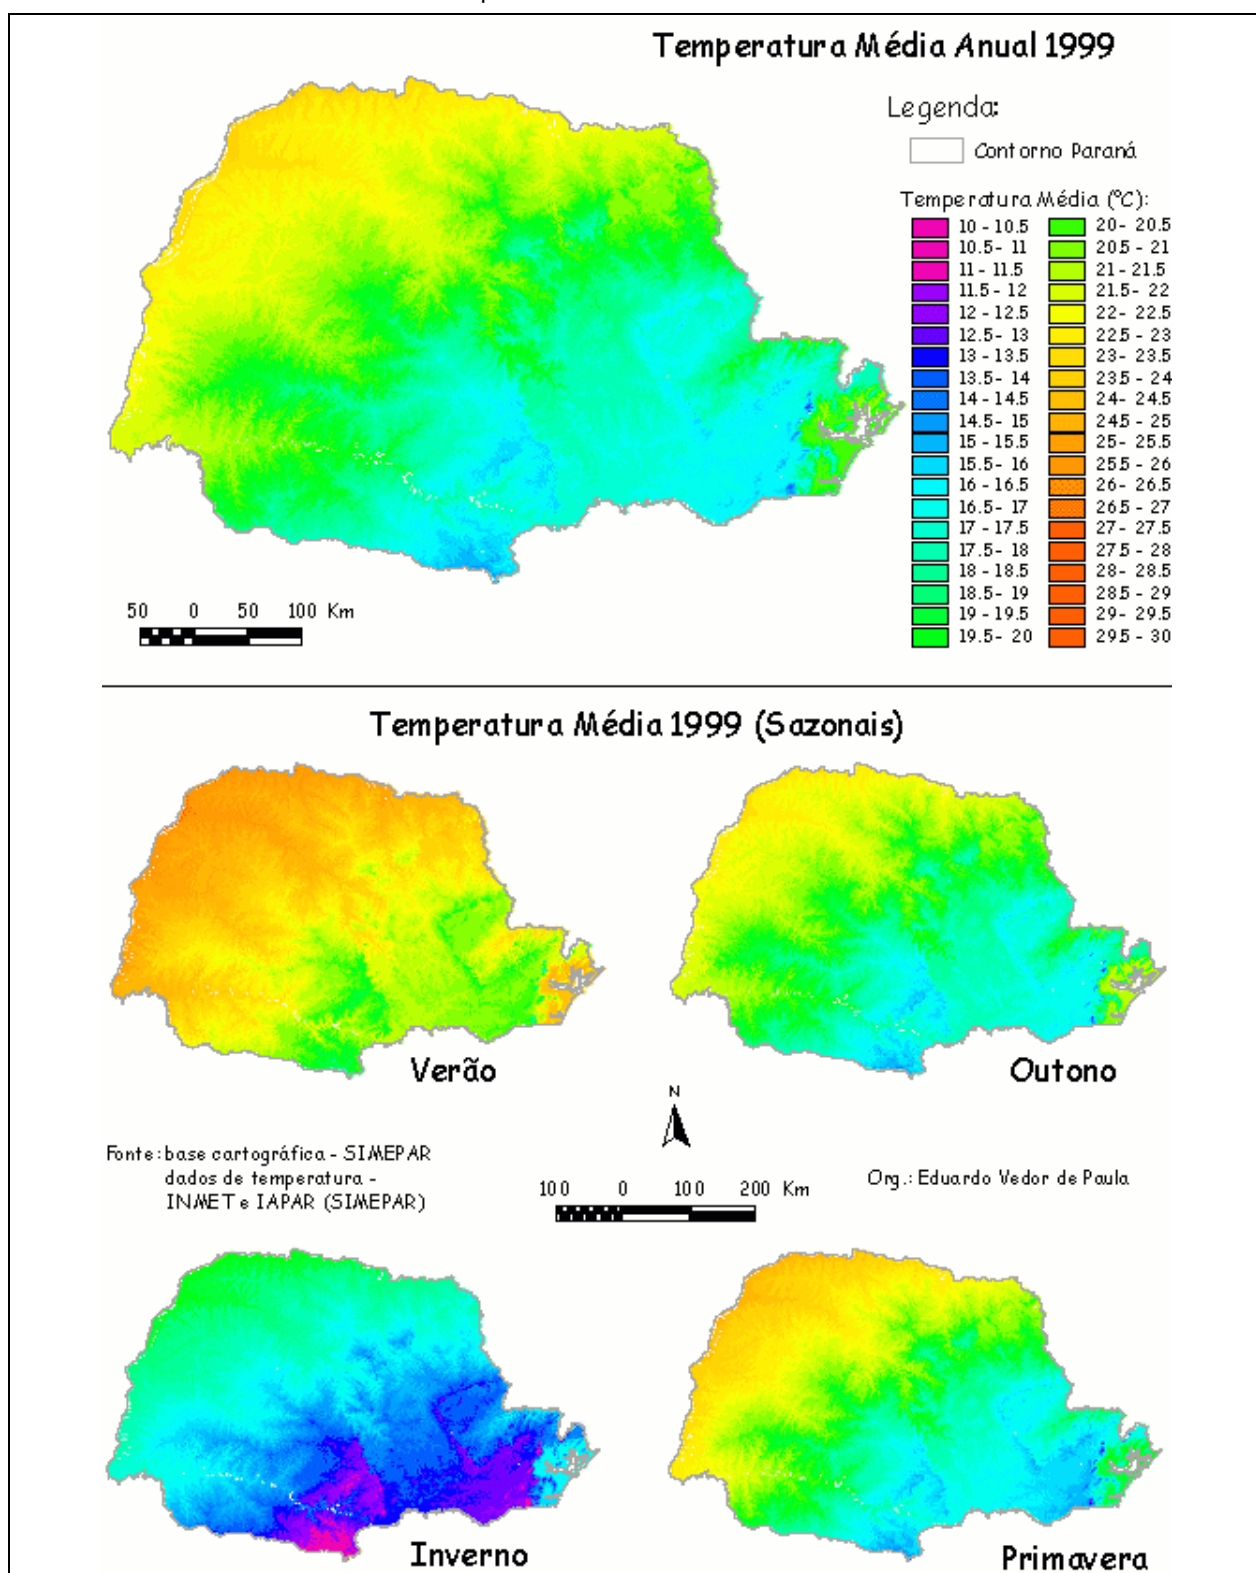 Temperatura Média Anual 1999
Legenda:
Contorno Paraná
Temperatura Média (°C):
10 - 10.5 20- 20.5
10.5- 11 20.5 - 21
11 - 11.5 21 - 21.5
11.5- 12 21.5- 22
12 - 12.5 22 - 22.5
12.5- 13 22.5 - 23
13 - 13.5 23- 23.5
13.5- 14 23.5 - 24
14 - 14.5 24- 24.5
14.5- 15 24.5 - 25
15 - 15.5 25- 25.5
15.5- 16 25.5 - 26
16 - 16.5 26- 26.5
16.5- 17 26.5 - 27
17 - 17.5 27 - 27.5
17.5- 18 27.5 - 28
18 - 18.5 28- 28.5
18.5- 19 28.5 - 29
19 - 19.5 29- 29.5
19.5- 20 29.5 - 30
50 0 50 100 Km
Temperatura Média 1999 (Sazonais)
Verão
Outono
N
Fonte: base cartográfica - SIMEPAR
dados de temperatura -
INMET e IAPAR (SIMEPAR)
100 0 100 200 Km
Org.: Eduardo Vedor de Paula
Inverno
Primavera